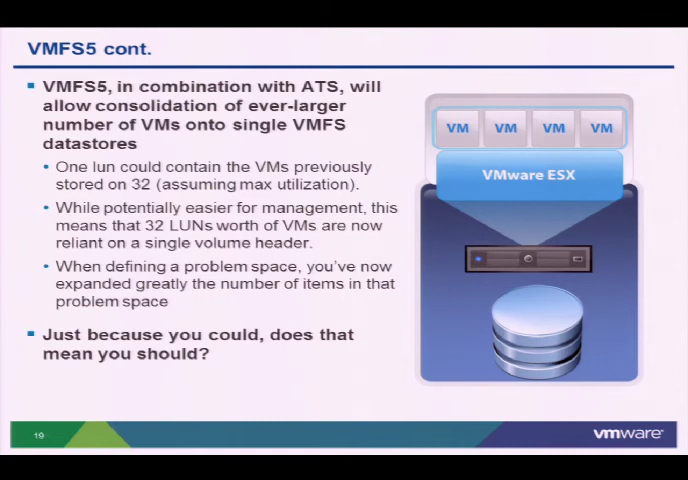 VMFS5 cont.
VMFS5, in combination with ATS, will
allow consolidation of ever-larger
number of VMs onto single VMFS
datastores
One lun could contain the VMs previously
stored on 32 (assuming max utilization).
While potentially easier for management, this
means that 32 LUNs worth of VMs are now
reliant on a single volume header.
When defining a problem space, you've now
expanded greatly the number of items in that
problem space
Just because you could, does that
mean you should?
VM VM VM VM
VMware ESX
19
vmware